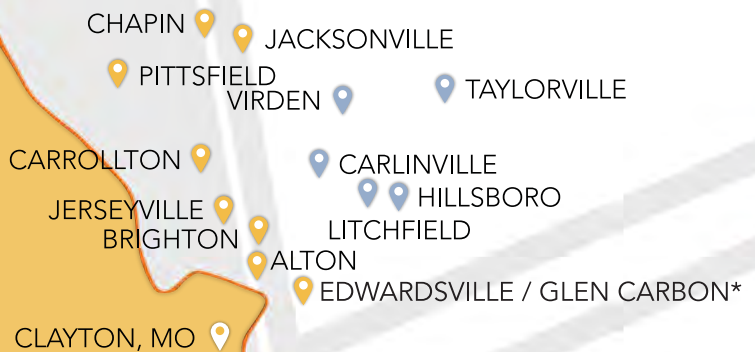 CHAPIN
JACKSONVILLE
PITTSFIELD
VIRDEN
TAYLORVILLE
CARROLLTON
CARLINVILLE
HILLSBORO
JERSEYVILLE
LITCHFIELD
BRIGHTON
ALTON
EDWARDSVILLE / GLEN CARBON*
CLAYTON, MO